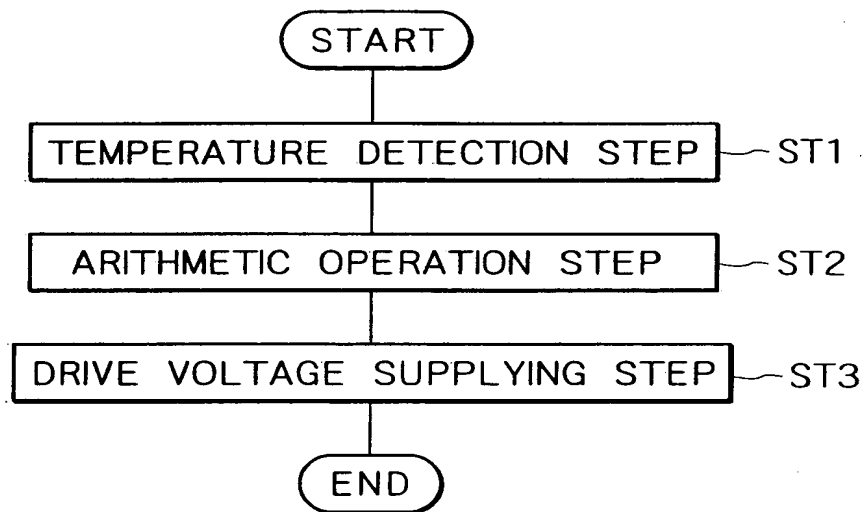 START
TEMPERATURE DETECTION STEP ST1
ARITHMETIC OPERATION STEP ST2
DRIVE VOLTAGE SUPPLYING STEP ST3
END